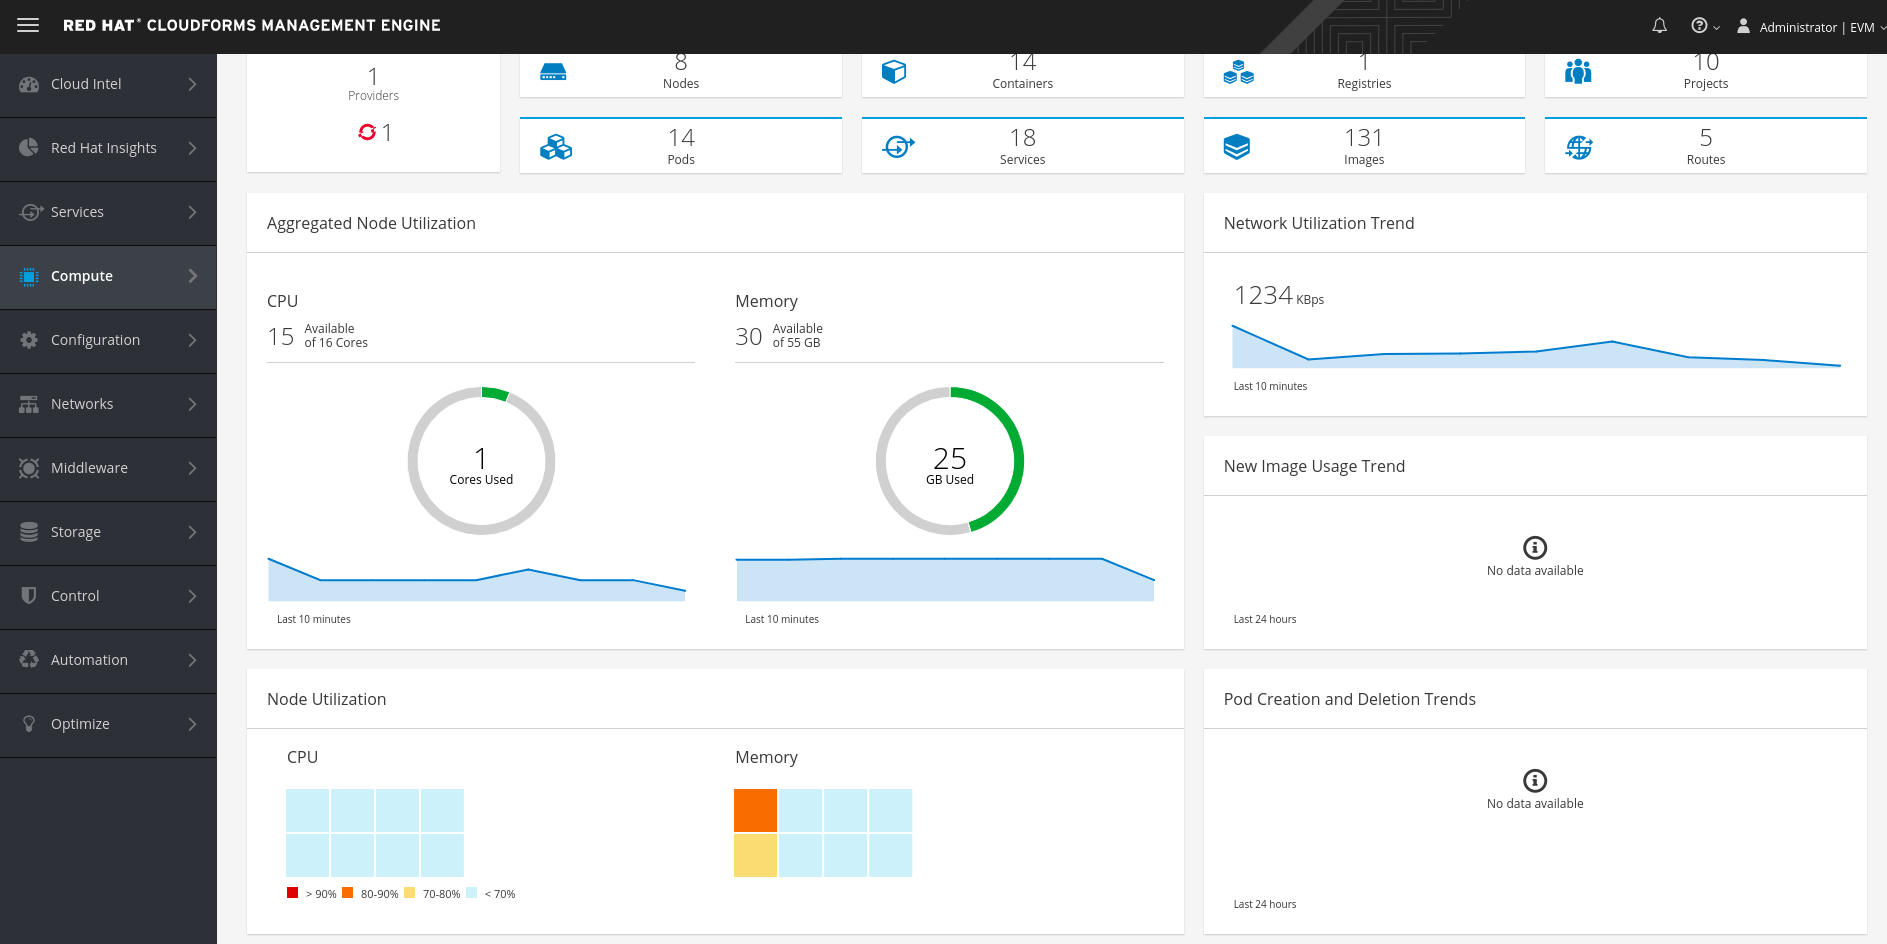 RED HAT® CLOUDFORMS MANAGEMENT ENGINE
Administrator | EVM
Cloud Intel
Red Hat Insights
Services
Compute
Configuration
Networks
Middleware
Storage
Control
Automation
Optimize
1
Providers
1
8
Nodes
14
Containers
1
Registries
10
Projects
14
Pods
18
Services
131
Images
5
Routes
Aggregated Node Utilization
CPU
15 Available
of 16 Cores
1
Cores Used
Last 10 minutes
Memory
30 Available
of 55 GB
25
GB Used
Last 10 minutes
Network Utilization Trend
1234 KBps
Last 10 minutes
New Image Usage Trend
No data available
Last 24 hours
Node Utilization
CPU
Memory
> 90% 80-90% 70-80% < 70%
Pod Creation and Deletion Trends
No data available
Last 24 hours